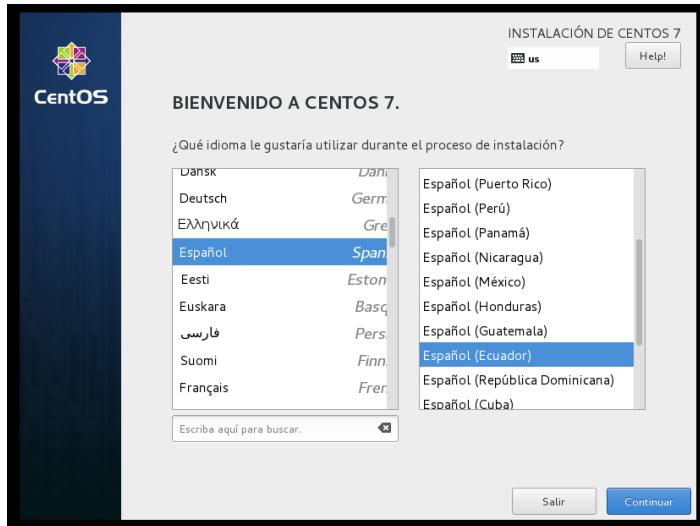 INSTALACIÓN DE CENTOS 7
us
Help!
CentOS
BIENVENIDO A CENTOS 7.
¿Qué idioma le gustaría utilizar durante el proceso de instalación?
Dansk Dani
Deutsch Germ
Ελληνικά Gre
Español Span
Eesti Eston
Euskara Basq
فارسی Pers
Suomi Finn
Français Fren
Español (Puerto Rico)
Español (Perú)
Español (Panamá)
Español (Nicaragua)
Español (México)
Español (Honduras)
Español (Guatemala)
Español (Ecuador)
Español (República Dominicana)
Español (Cuba)
Escriba aquí para buscar.
Salir
Continuar